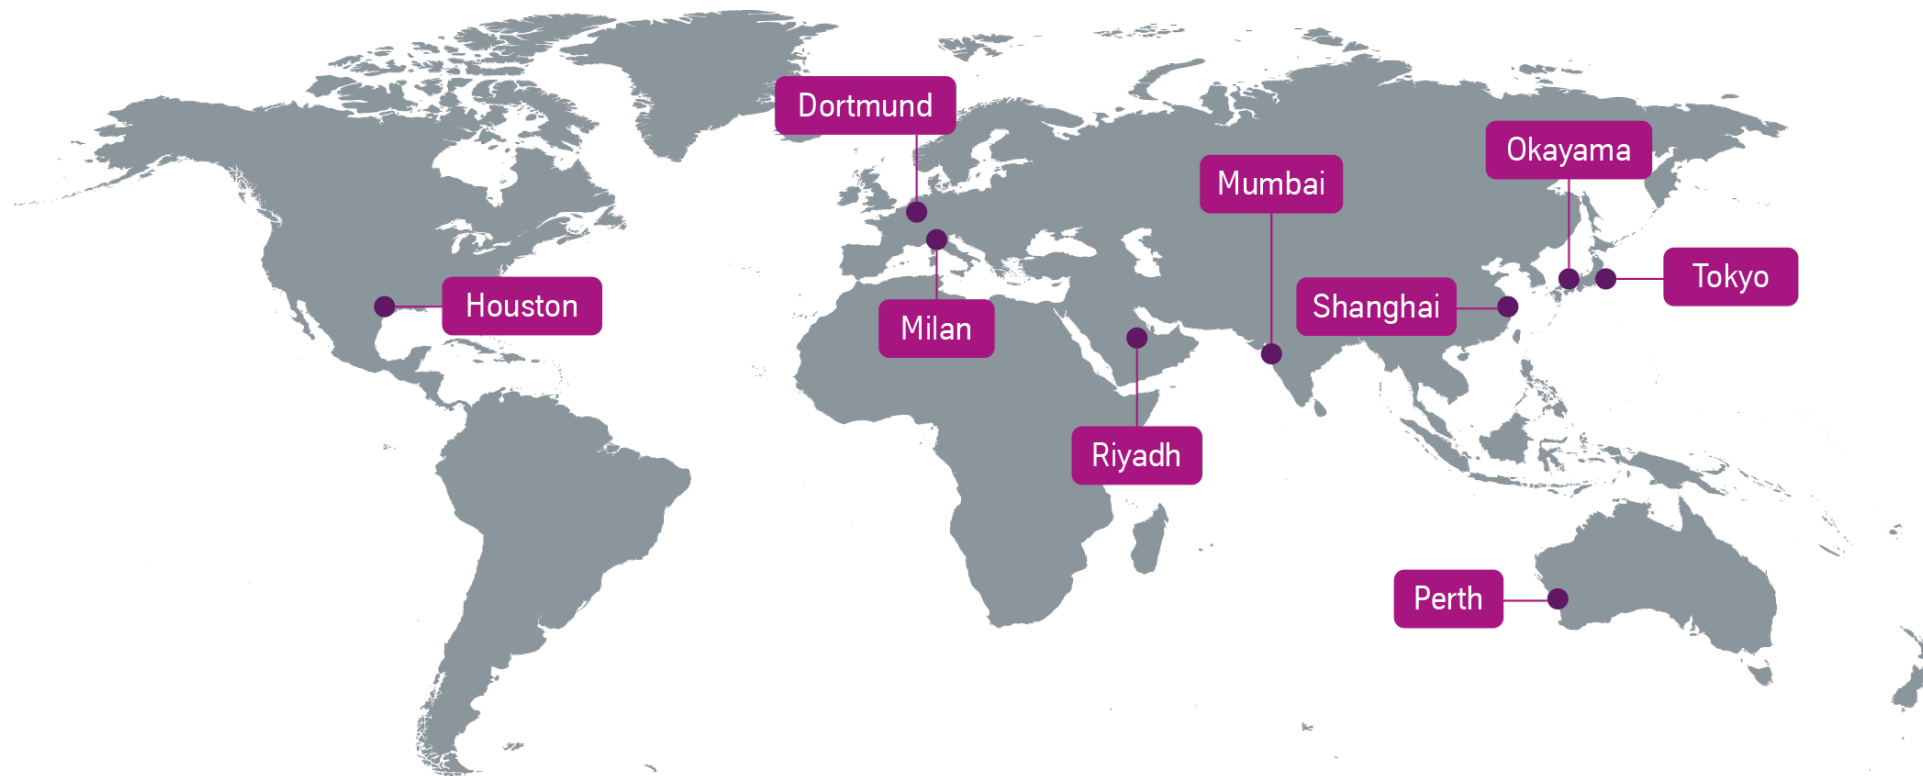 Dortmund
Okayama
Mumbai
Tokyo
Houston
Shanghai
Milan
Riyadh
Perth